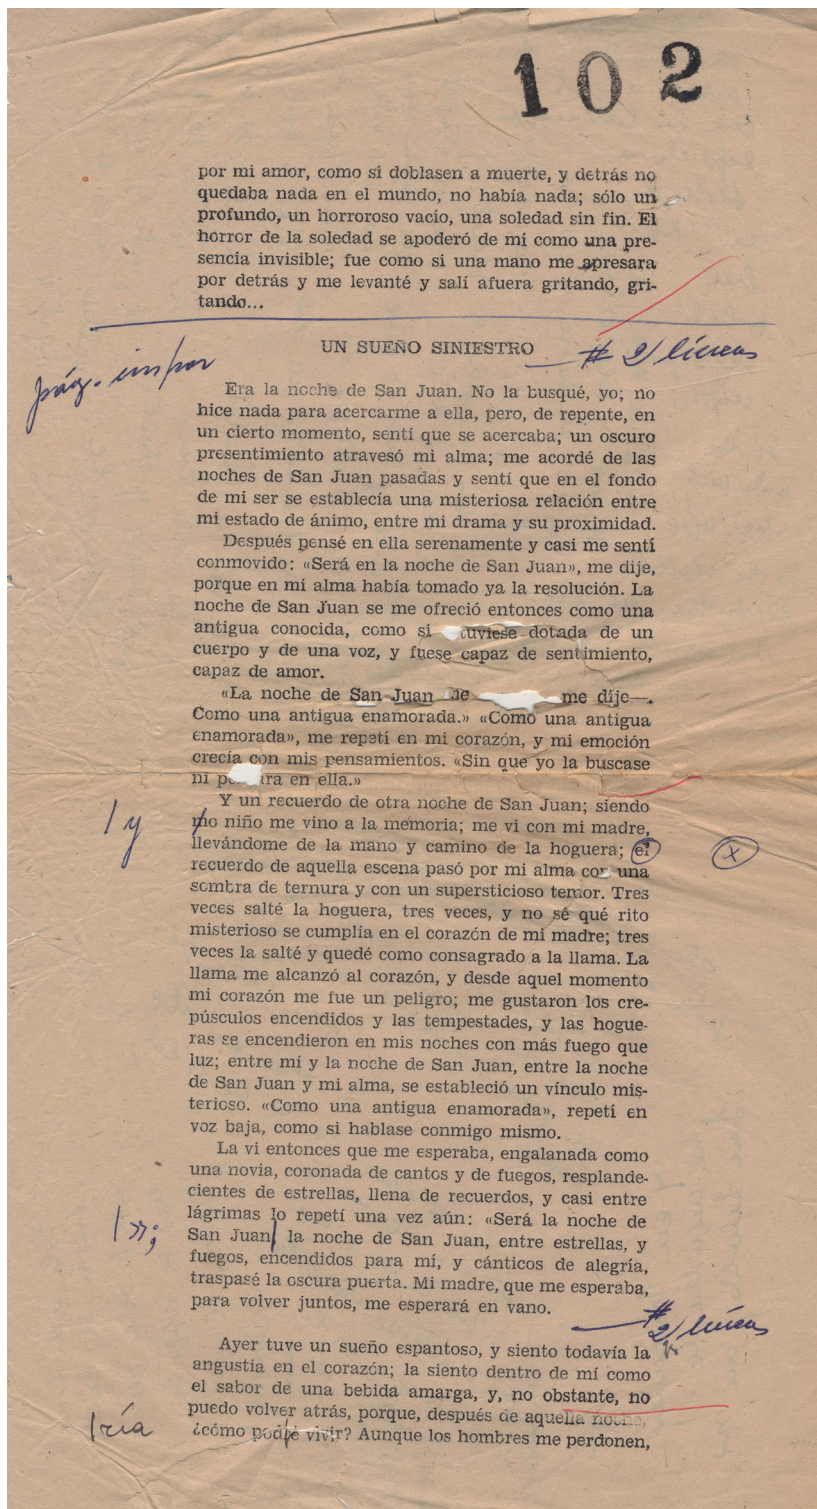 102
por mi amor, como si doblasen a muerte, y detrás no
quedaba nada en el mundo, no había nada; sólo un
profundo, un horroroso vacío, una soledad sin fin. El
horror de la soledad se apoderó de mí como una pre-
sencia invisible; fue como si una mano me apresara
por detrás y me levanté y salí afuera gritando, gri-
tando...
UN SUEÑO SINIESTRO
# 2/ líneas
pág. impar
Era la noche de San Juan. No la busqué, yo; no
hice nada para acercarme a ella, pero, de repente, en
un cierto momento, sentí que se acercaba; un oscuro
presentimiento atravesó mi alma; me acordé de las
noches de San Juan pasadas y sentí que en el fondo
de mi ser se establecía una misteriosa relación entre
mi estado de ánimo, entre mi drama y su proximidad.
Después pensé en ella serenamente y casi me sentí
conmovido: «Será en la noche de San Juan», me dije,
porque en mi alma había tomado ya la resolución. La
noche de San Juan se me ofreció entonces como una
antigua conocida, como si tuviese dotada de un
cuerpo y de una voz, y fuese capaz de sentimiento,
capaz de amor.
«La noche de San Juan me dije—.
Como una antigua enamorada.» «Como una antigua
enamorada», me repetí en mi corazón, y mi emoción
crecía con mis pensamientos. «Sin que yo la buscase
ni ra en ella.»
Y un recuerdo de otra noche de San Juan; siendo
/ y mo niño me vino a la memoria; me vi con mi madre,
llevándome de la mano y camino de la hoguera; el x
recuerdo de aquella escena pasó por mi alma con una
sombra de ternura y con un supersticioso temor. Tres
veces salté la hoguera, tres veces, y no sé qué rito
misterioso se cumplía en el corazón de mi madre; tres
veces la salté y quedé como consagrado a la llama. La
llama me alcanzó al corazón, y desde aquel momento
mi corazón me fue un peligro; me gustaron los cre-
púsculos encendidos y las tempestades, y las hogue-
ras se encendieron en mis noches con más fuego que
luz; entre mí y la noche de San Juan, entre la noche
de San Juan y mi alma, se estableció un vínculo mis-
terioso. «Como una antigua enamorada», repetí en
voz baja, como si hablase conmigo mismo.
La vi entonces que me esperaba, engalanada como
una novia, coronada de cantos y de fuegos, resplande-
cientes de estrellas, llena de recuerdos, y casi entre
lágrimas lo repetí una vez aún: «Será la noche de
/ »; San Juan, la noche de San Juan, entre estrellas, y
fuegos, encendidos para mí, y cánticos de alegría,
traspasé la oscura puerta. Mi madre, que me esperaba,
para volver juntos, me esperará en vano.
# 2/ líneas
Ayer tuve un sueño espantoso, y siento todavía la
angustia en el corazón; la siento dentro de mí como
el sabor de una bebida amarga, y, no obstante, no
puedo volver atrás, porque, después de aquella noche,
/ ría ¿cómo podré vivir? Aunque los hombres me perdonen,